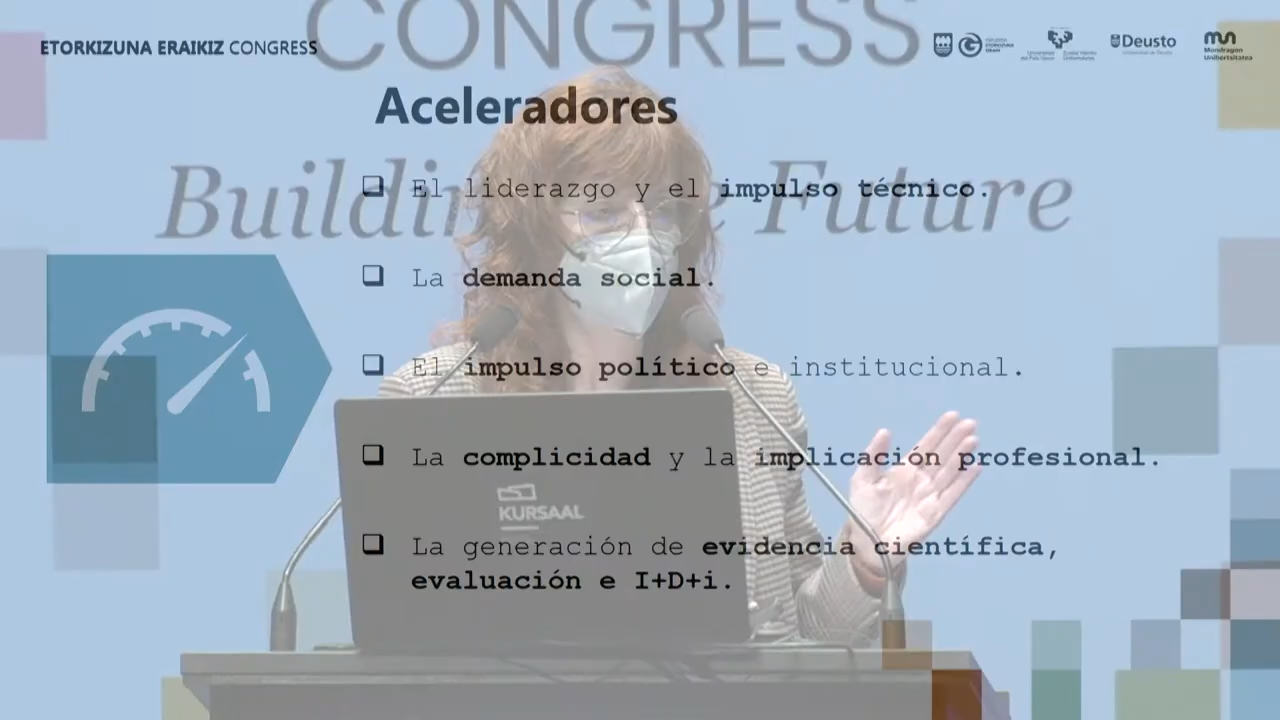 CONGRESS
ETORKIZUNA ERAIKIZ CONGRESS
Deusto
Mondragon
Unibertsitatea
Aceleradores
Building Future
El liderazgo y el impulso técnico.
La demanda social.
El impulso político e institucional.
La complicidad y la implicación profesional.
KURSAAL
La generación de evidencia científica,
evaluación e I+D+i.